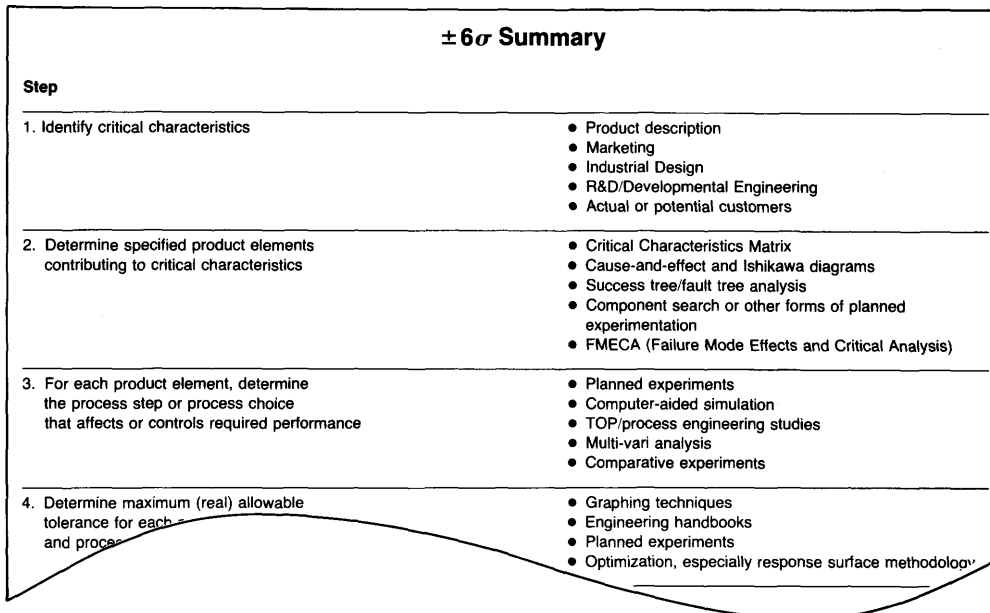 ±6σ Summary
Step
1. Identify critical characteristics
● Product description
● Marketing
● Industrial Design
● R&D/Developmental Engineering
● Actual or potential customers
2. Determine specified product elements
contributing to critical characteristics
● Critical Characteristics Matrix
● Cause-and-effect and Ishikawa diagrams
● Success tree/fault tree analysis
● Component search or other forms of planned
experimentation
● FMECA (Failure Mode Effects and Critical Analysis)
3. For each product element, determine
the process step or process choice
that affects or controls required performance
● Planned experiments
● Computer-aided simulation
● TOP/process engineering studies
● Multi-vari analysis
● Comparative experiments
4. Determine maximum (real) allowable
tolerance for each
and
● Graphing techniques
● Engineering handbooks
● Planned experiments
● Optimization, especially response surface methodology